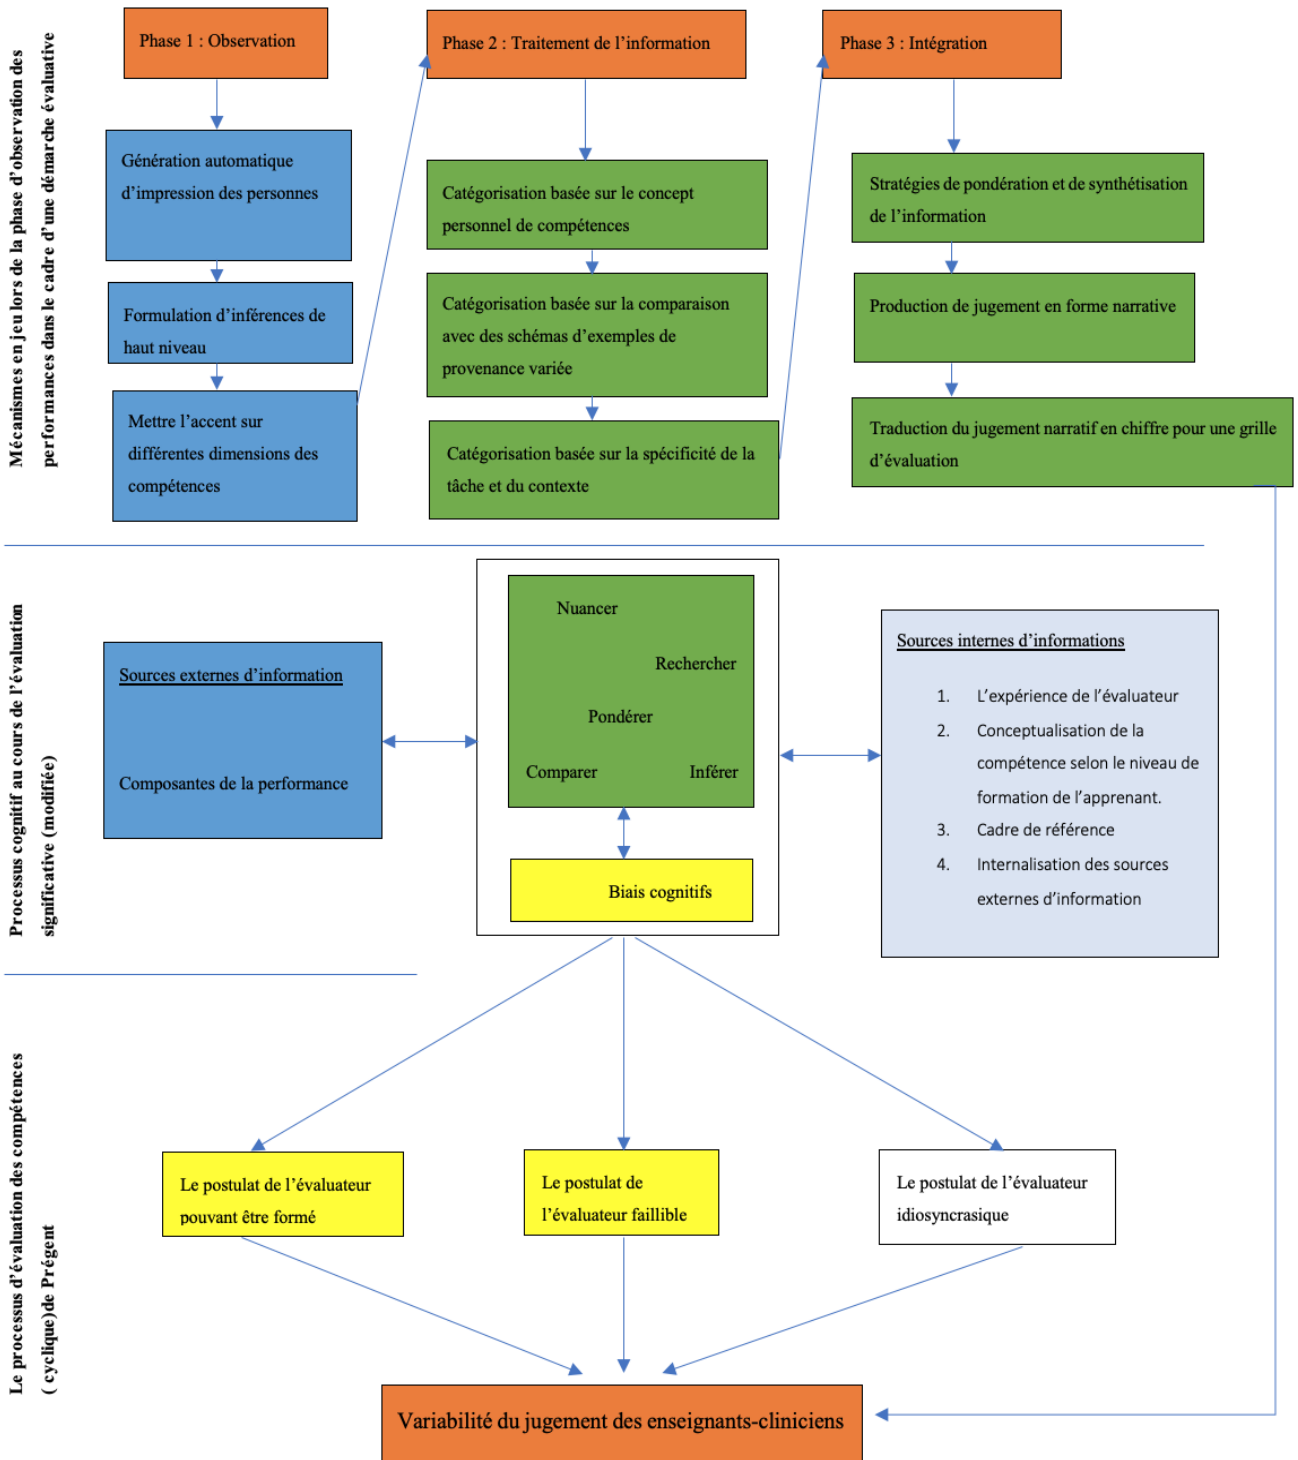 Mécanismes en jeu lors de la phase d’observation des
performances dans le cadre d’une démarche évaluative
Phase 1 : Observation
Génération automatique
d’impression des personnes
Formulation d’inférences de
haut niveau
Mettre l’accent sur
différentes dimensions des
compétences
Phase 2 : Traitement de l’information
Catégorisation basée sur le concept
personnel de compétences
Catégorisation basée sur la comparaison
avec des schémas d’exemples de
provenance variée
Catégorisation basée sur la spécificité de la
tâche et du contexte
Phase 3 : Intégration
Stratégies de pondération et de synthétisation
de l’information
Production de jugement en forme narrative
Traduction du jugement narratif en chiffre pour une grille
d’évaluation
Processus cognitif au cours de l’évaluation
significative (modifiée)
Sources externes d’information
Composantes de la performance
Nuancer
Rechercher
Pondérer
Comparer Inférer
Biais cognitifs
Sources internes d’informations
1. L’expérience de l’évaluateur
2. Conceptualisation de la
compétence selon le niveau de
formation de l’apprenant.
3. Cadre de référence
4. Internalisation des sources
externes d’information
Le processus d’évaluation des compétences
( cyclique)de Prégent
Le postulat de l’évaluateur
pouvant être formé
Le postulat de
l’évaluateur faillible
Le postulat de l’évaluateur
idiosyncrasique
Variabilité du jugement des enseignants-cliniciens